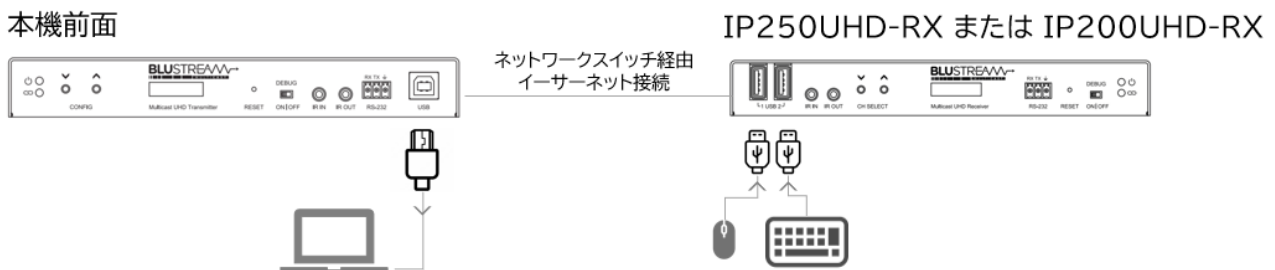 本機前面
IP250UHD-RX または IP200UHD-RX
ネットワークスイッチ経由
イーサーネット接続
BLUSTREAM
CONFIG
Multicast UHD Transmitter
RESET
DEBUG
ON OFF
IR IN
IR OUT
RX TX
RS-232
USB
1 USB 2
IR IN
IR OUT
CH SELECT
BLUSTREAM
Multicast UHD Receiver
RX TX
RS-232
RESET
DEBUG
ON OFF